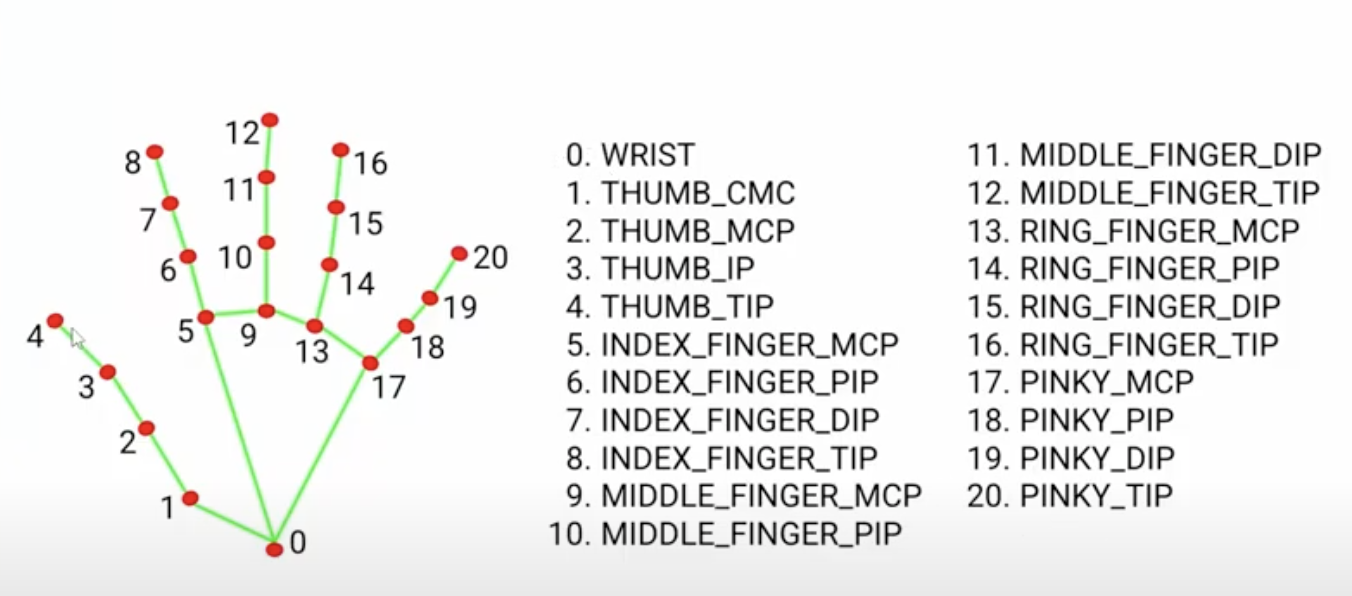 12
8
16
11
7
15
10
20
6
14
19
5
9
4
13
18
3
17
2
1
0
0. WRIST
1. THUMB_CMC
2. THUMB_MCP
3. THUMB_IP
4. THUMB_TIP
5. INDEX_FINGER_MCP
6. INDEX_FINGER_PIP
7. INDEX_FINGER_DIP
8. INDEX_FINGER_TIP
9. MIDDLE_FINGER_MCP
10. MIDDLE_FINGER_PIP
11. MIDDLE_FINGER_DIP
12. MIDDLE_FINGER_TIP
13. RING_FINGER_MCP
14. RING_FINGER_PIP
15. RING_FINGER_DIP
16. RING_FINGER_TIP
17. PINKY_MCP
18. PINKY_PIP
19. PINKY_DIP
20. PINKY_TIP